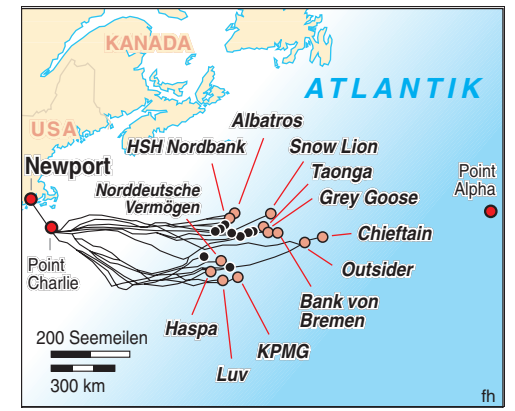 KANADA
ATLANTIK
USA
Albatros
HSH Nordbank
Snow Lion
Newport
Taonga
Point
Alpha
Norddeutsche
Vermögen
Grey Goose
Chieftain
Point
Charlie
Outsider
Bank von
Bremen
Haspa
KPMG
200 Seemeilen
Luv
300 km
fh